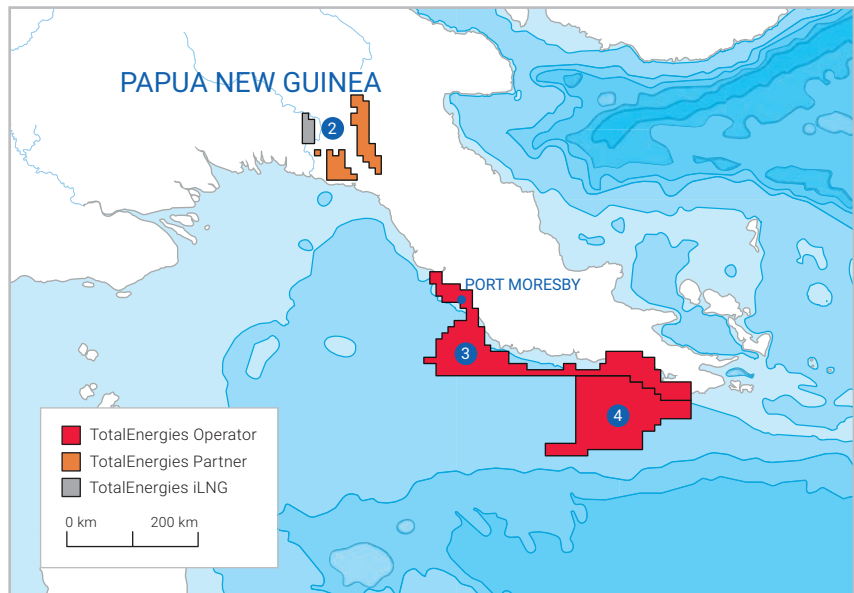 PAPUA NEW GUINEA
2
PORT MORESBY
3
4
TotalEnergies Operator
TotalEnergies Partner
TotalEnergies iLNG
0 km 200 km